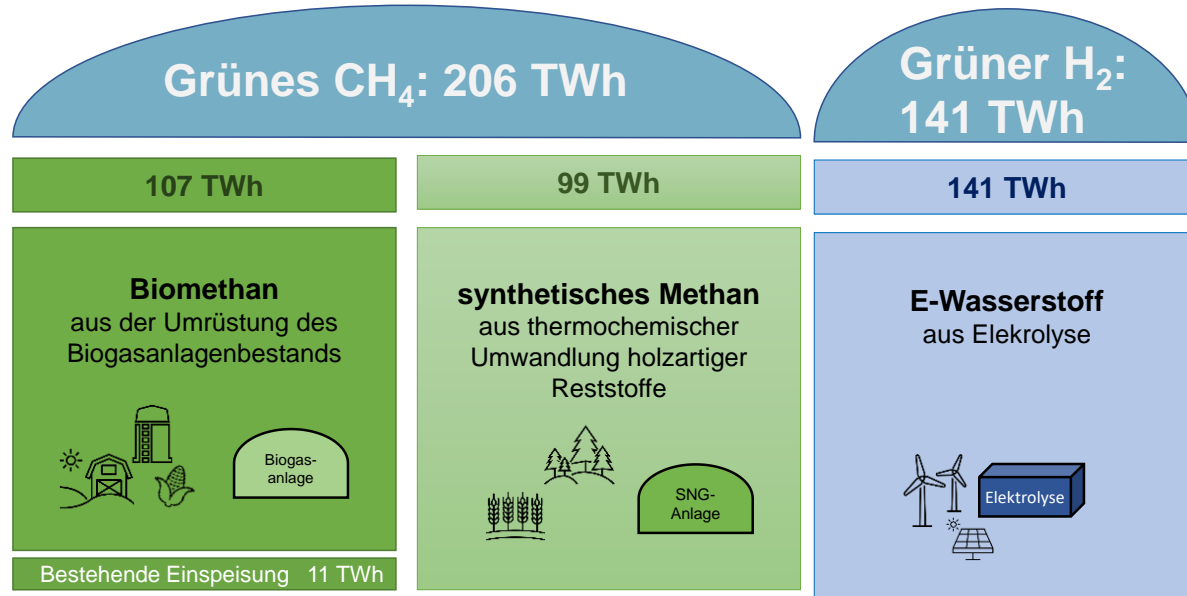 Grünes CH₄: 206 TWh
Grüner H₂:
141 TWh
107 TWh
99 TWh
141 TWh
Biomethan
aus der Umrüstung des
Biogasanlagenbestands
Biogas-
anlage
Bestehende Einspeisung 11 TWh
synthetisches Methan
aus thermochemischer
Umwandlung holzartiger
Reststoffe
SNG-
Anlage
E-Wasserstoff
aus Elekrolyse
Elektrolyse